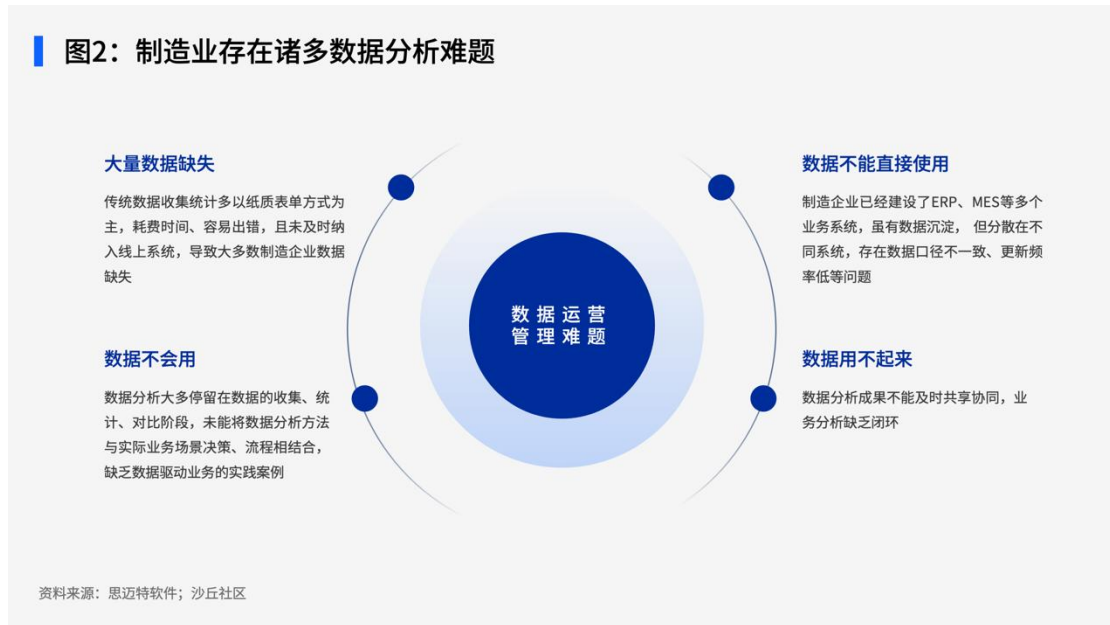 图2：制造业存在诸多数据分析难题
大量数据缺失
传统数据收集统计多以纸质表单方式为
主，耗费时间、容易出错，且未及时纳
入线上系统，导致大多数制造企业数据
缺失
数据不会用
数据分析大多停留在数据的收集、统
计、对比阶段，未能将数据分析方法
与实际业务场景决策、流程相结合，
缺乏数据驱动业务的实践案例
数据运营
管理难题
数据不能直接使用
制造企业已经建设了ERP、MES等多个
业务系统，虽有数据沉淀， 但分散在不
同系统，存在数据口径不一致、更新频
率低等问题
数据用不起来
数据分析成果不能及时共享协同，业
务分析缺乏闭环
资料来源：思迈特软件；沙丘社区